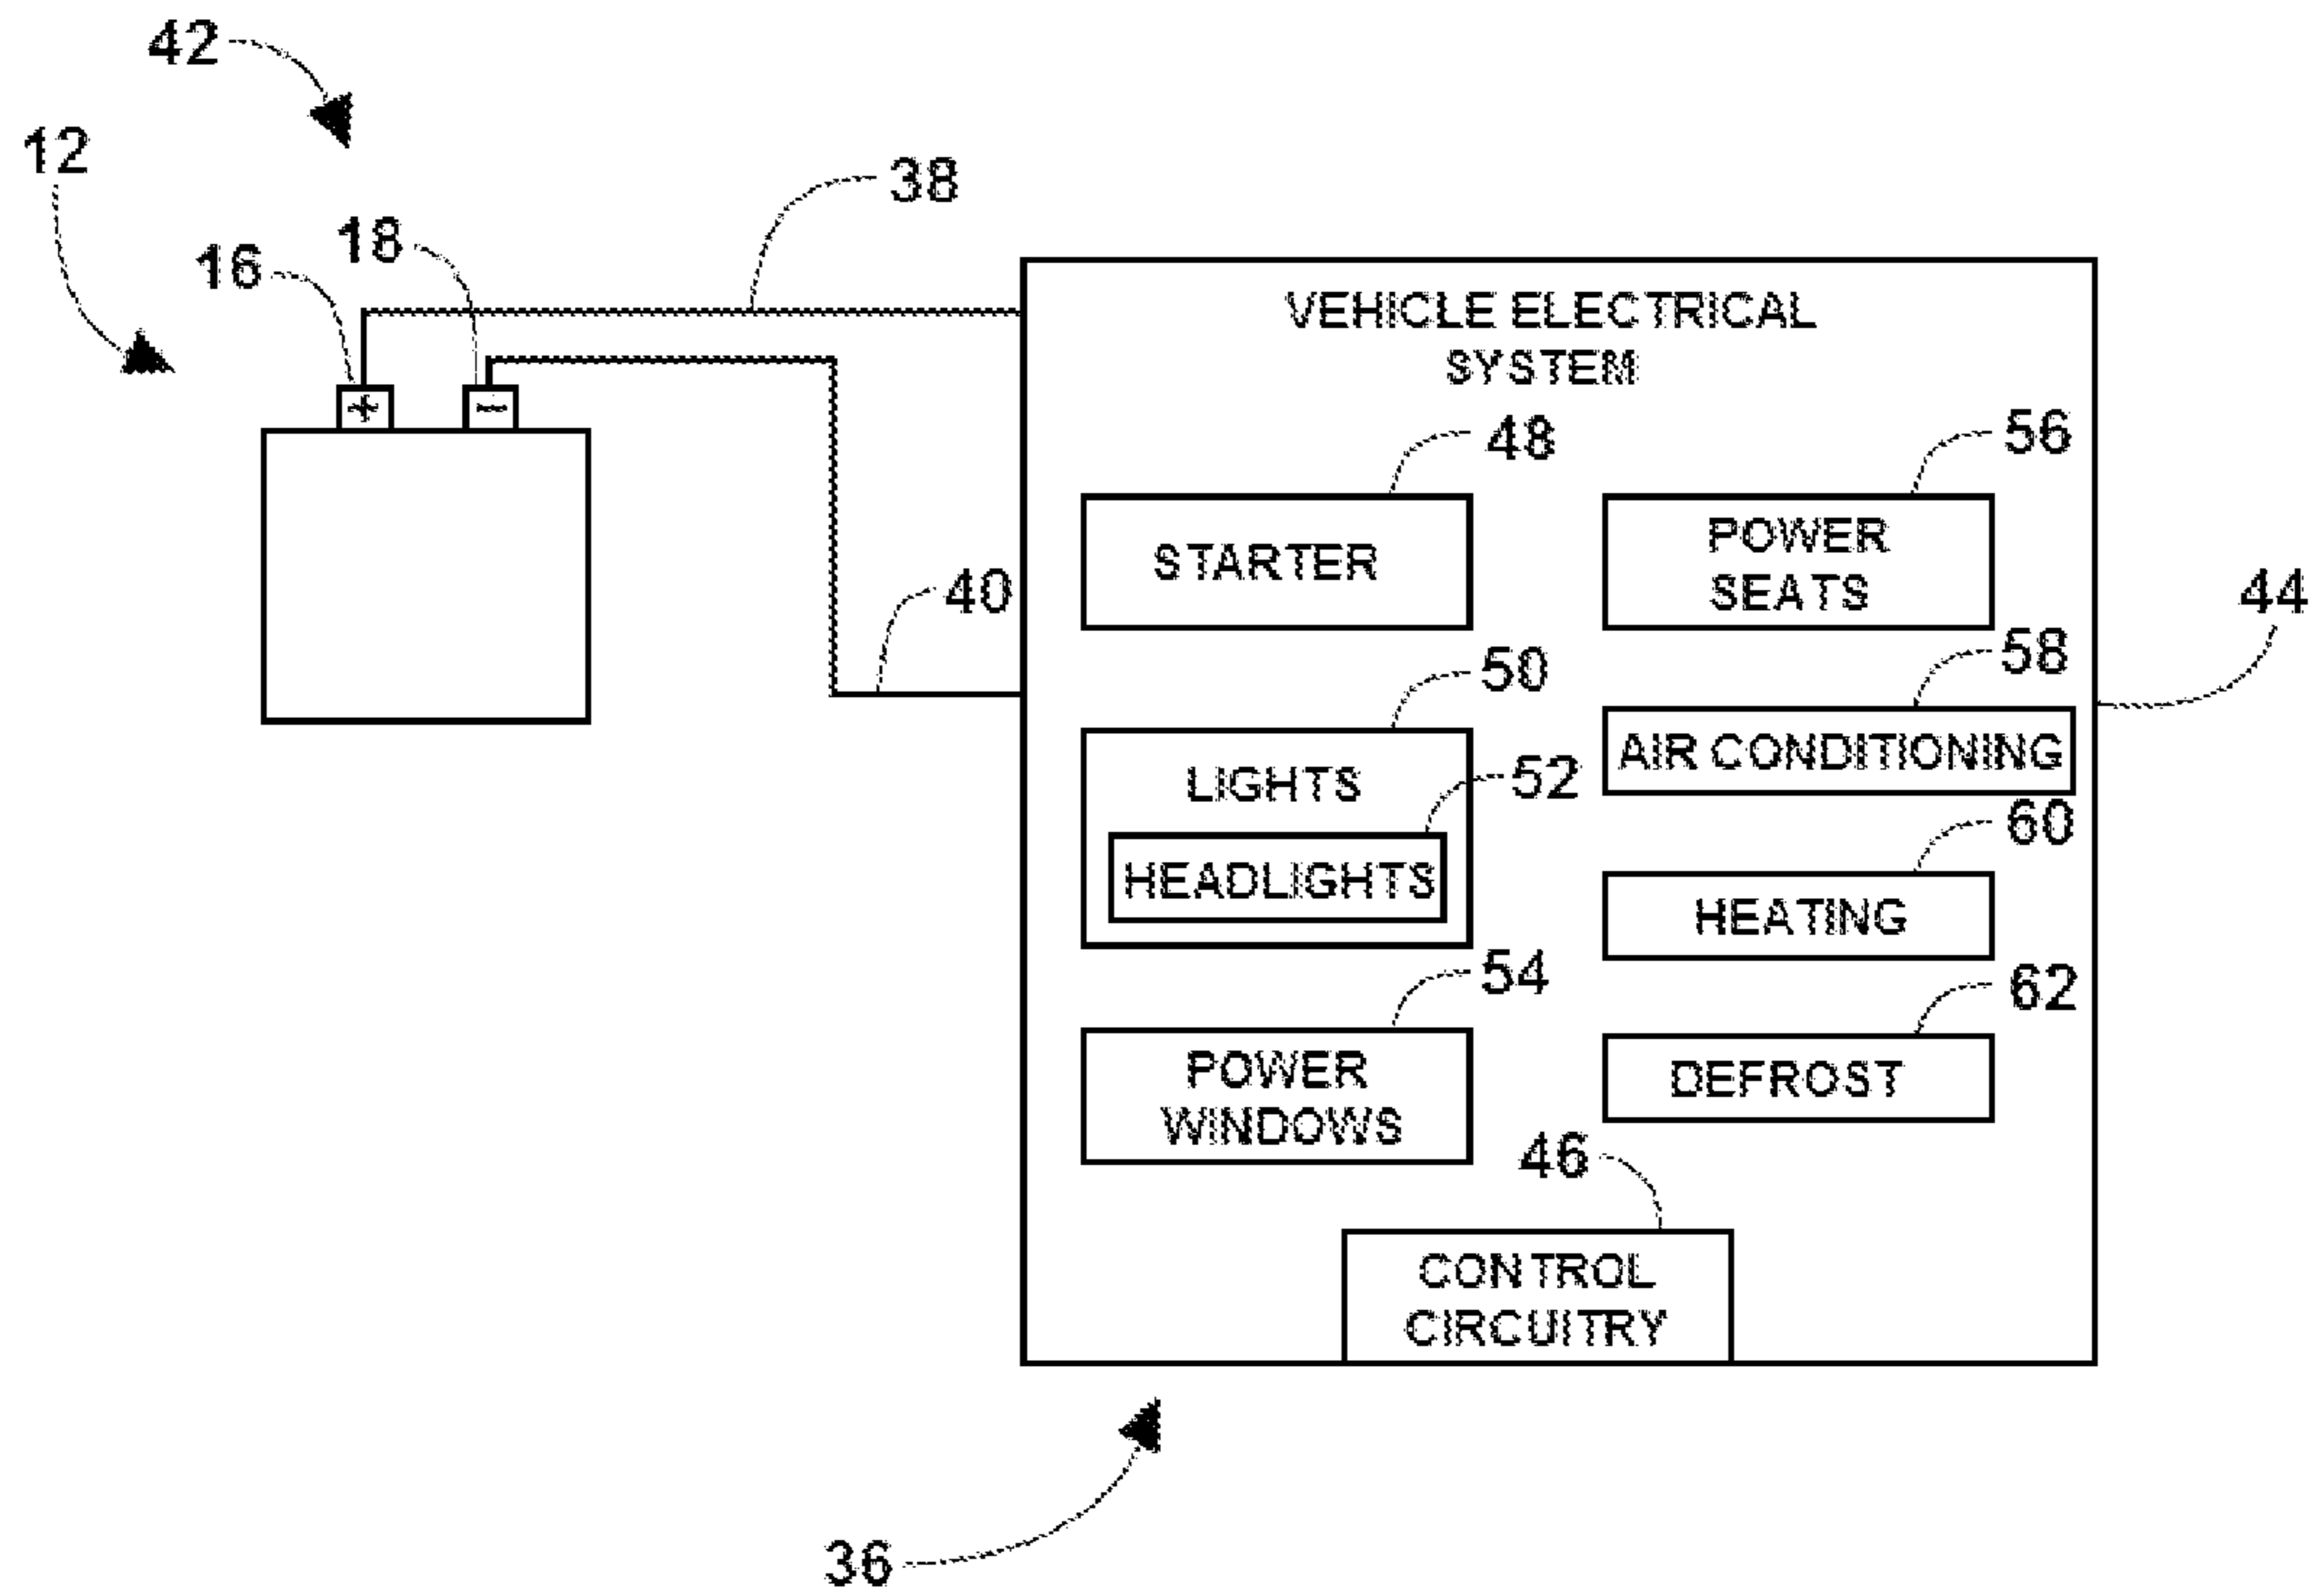 42
12
38
18
16
+
−
VEHICLE ELECTRICAL
SYSTEM
48
56
STARTER
POWER
SEATS
40
44
50
58
LIGHTS
AIR CONDITIONING
52
HEADLIGHTS
60
HEATING
54
62
POWER
WINDOWS
DEFROST
46
CONTROL
CIRCUITRY
36